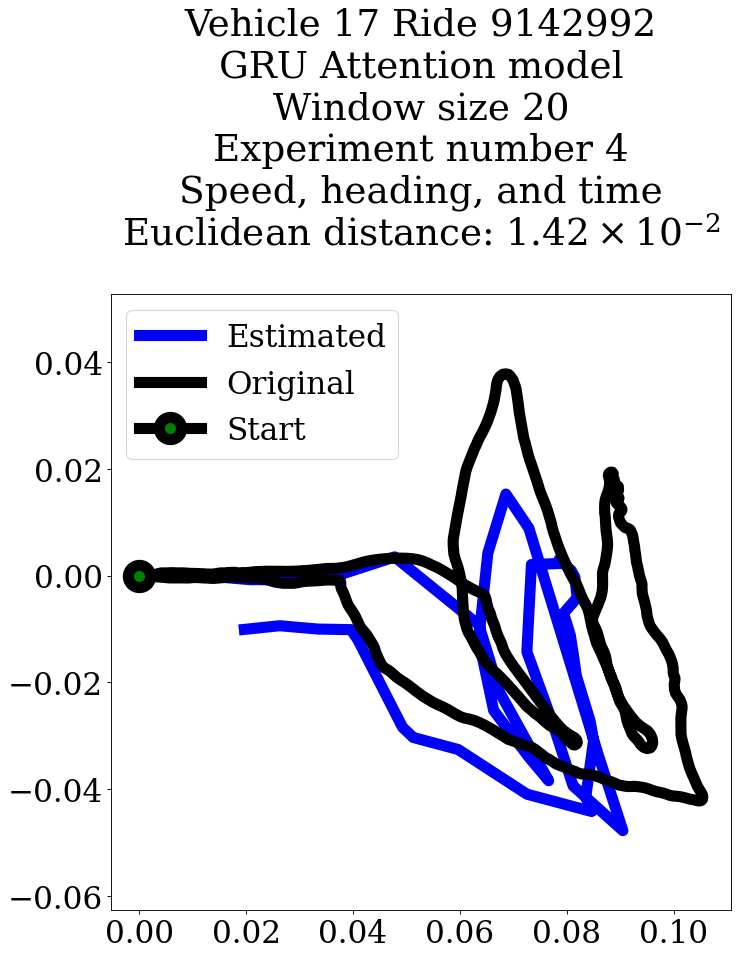 Vehicle 17 Ride 9142992
GRU Attention model
Window size 20
Experiment number 4
Speed, heading, and time
Euclidean distance: 1.42 × 10⁻²
Estimated
Original
Start
0.04
0.02
0.00
−0.02
−0.04
−0.06
0.00 0.02 0.04 0.06 0.08 0.10